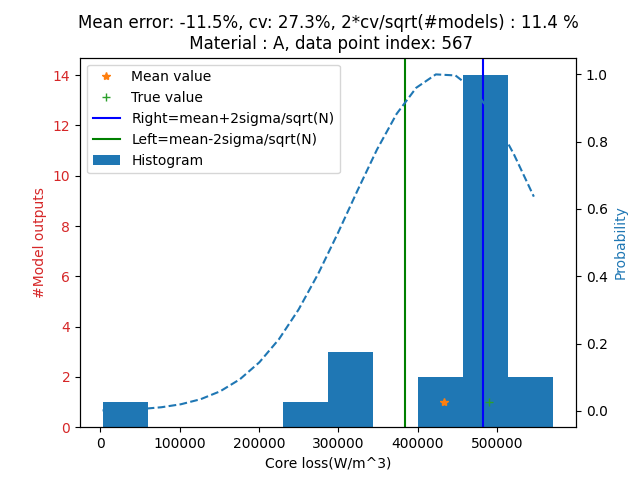 Mean error: -11.5%, cv: 27.3%, 2*cv/sqrt(#models) : 11.4 %
Material : A, data point index: 567
Mean value
True value
Right=mean+2sigma/sqrt(N)
Left=mean-2sigma/sqrt(N)
Histogram
#Model outputs
14
12
10
8
6
4
2
0
1.0
0.8
0.6
0.4
0.2
0.0
Probability
0 100000 200000 300000 400000 500000
Core loss(W/m^3)